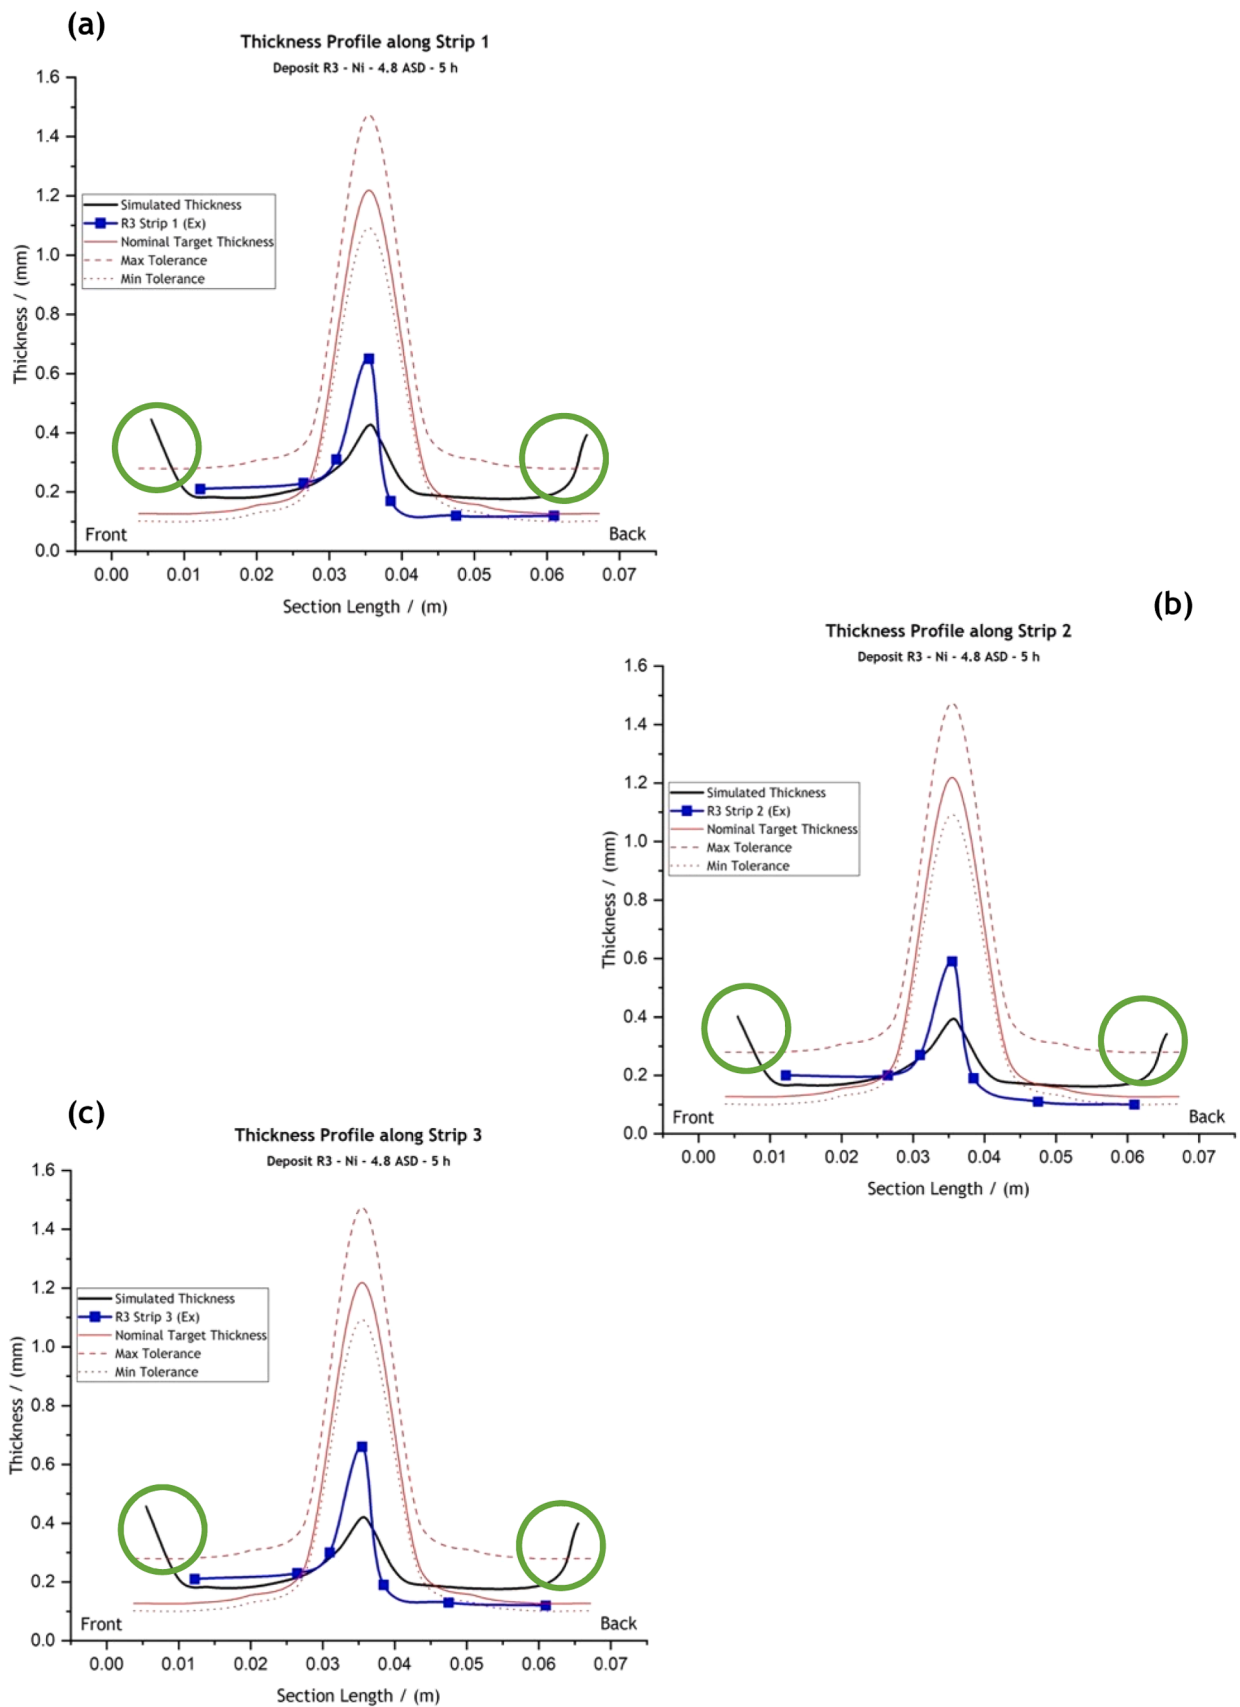 (a)
Thickness Profile along Strip 1
Deposit R3 - Ni - 4.8 ASD - 5 h
1.6
1.4
1.2
1.0
0.8
0.6
0.4
0.2
0.0
Thickness / (mm)
Simulated Thickness
R3 Strip 1 (Ex)
Nominal Target Thickness
Max Tolerance
Min Tolerance
Front
Back
0.00 0.01 0.02 0.03 0.04 0.05 0.06 0.07
Section Length / (m)
(b)
Thickness Profile along Strip 2
Deposit R3 - Ni - 4.8 ASD - 5 h
1.6
1.4
1.2
1.0
0.8
0.6
0.4
0.2
0.0
Thickness / (mm)
Simulated Thickness
R3 Strip 2 (Ex)
Nominal Target Thickness
Max Tolerance
Min Tolerance
Front
Back
0.00 0.01 0.02 0.03 0.04 0.05 0.06 0.07
Section Length / (m)
(c)
Thickness Profile along Strip 3
Deposit R3 - Ni - 4.8 ASD - 5 h
1.6
1.4
1.2
1.0
0.8
0.6
0.4
0.2
0.0
Thickness / (mm)
Simulated Thickness
R3 Strip 3 (Ex)
Nominal Target Thickness
Max Tolerance
Min Tolerance
Front
Back
0.00 0.01 0.02 0.03 0.04 0.05 0.06 0.07
Section Length / (m)